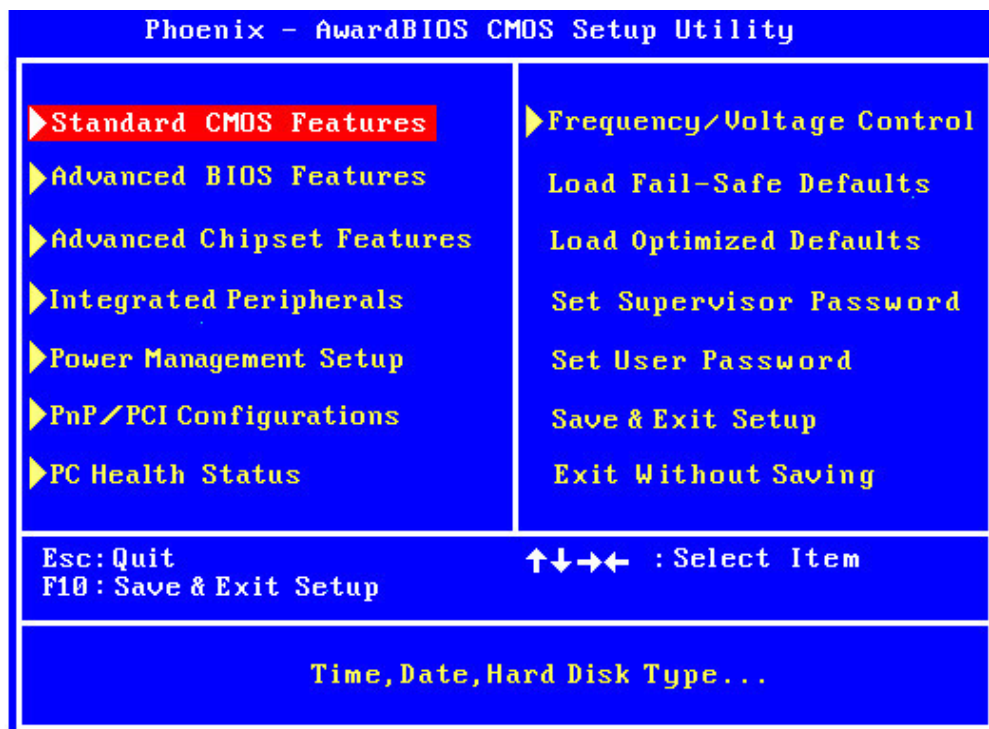 Phoenix - AwardBIOS CMOS Setup Utility
Standard CMOS Features
Advanced BIOS Features
Advanced Chipset Features
Integrated Peripherals
Power Management Setup
PnP/PCI Configurations
PC Health Status
Frequency/Voltage Control
Load Fail-Safe Defaults
Load Optimized Defaults
Set Supervisor Password
Set User Password
Save & Exit Setup
Exit Without Saving
Esc:Quit
F10:Save & Exit Setup
↑↓→← :Select Item
Time,Date,Hard Disk Type...